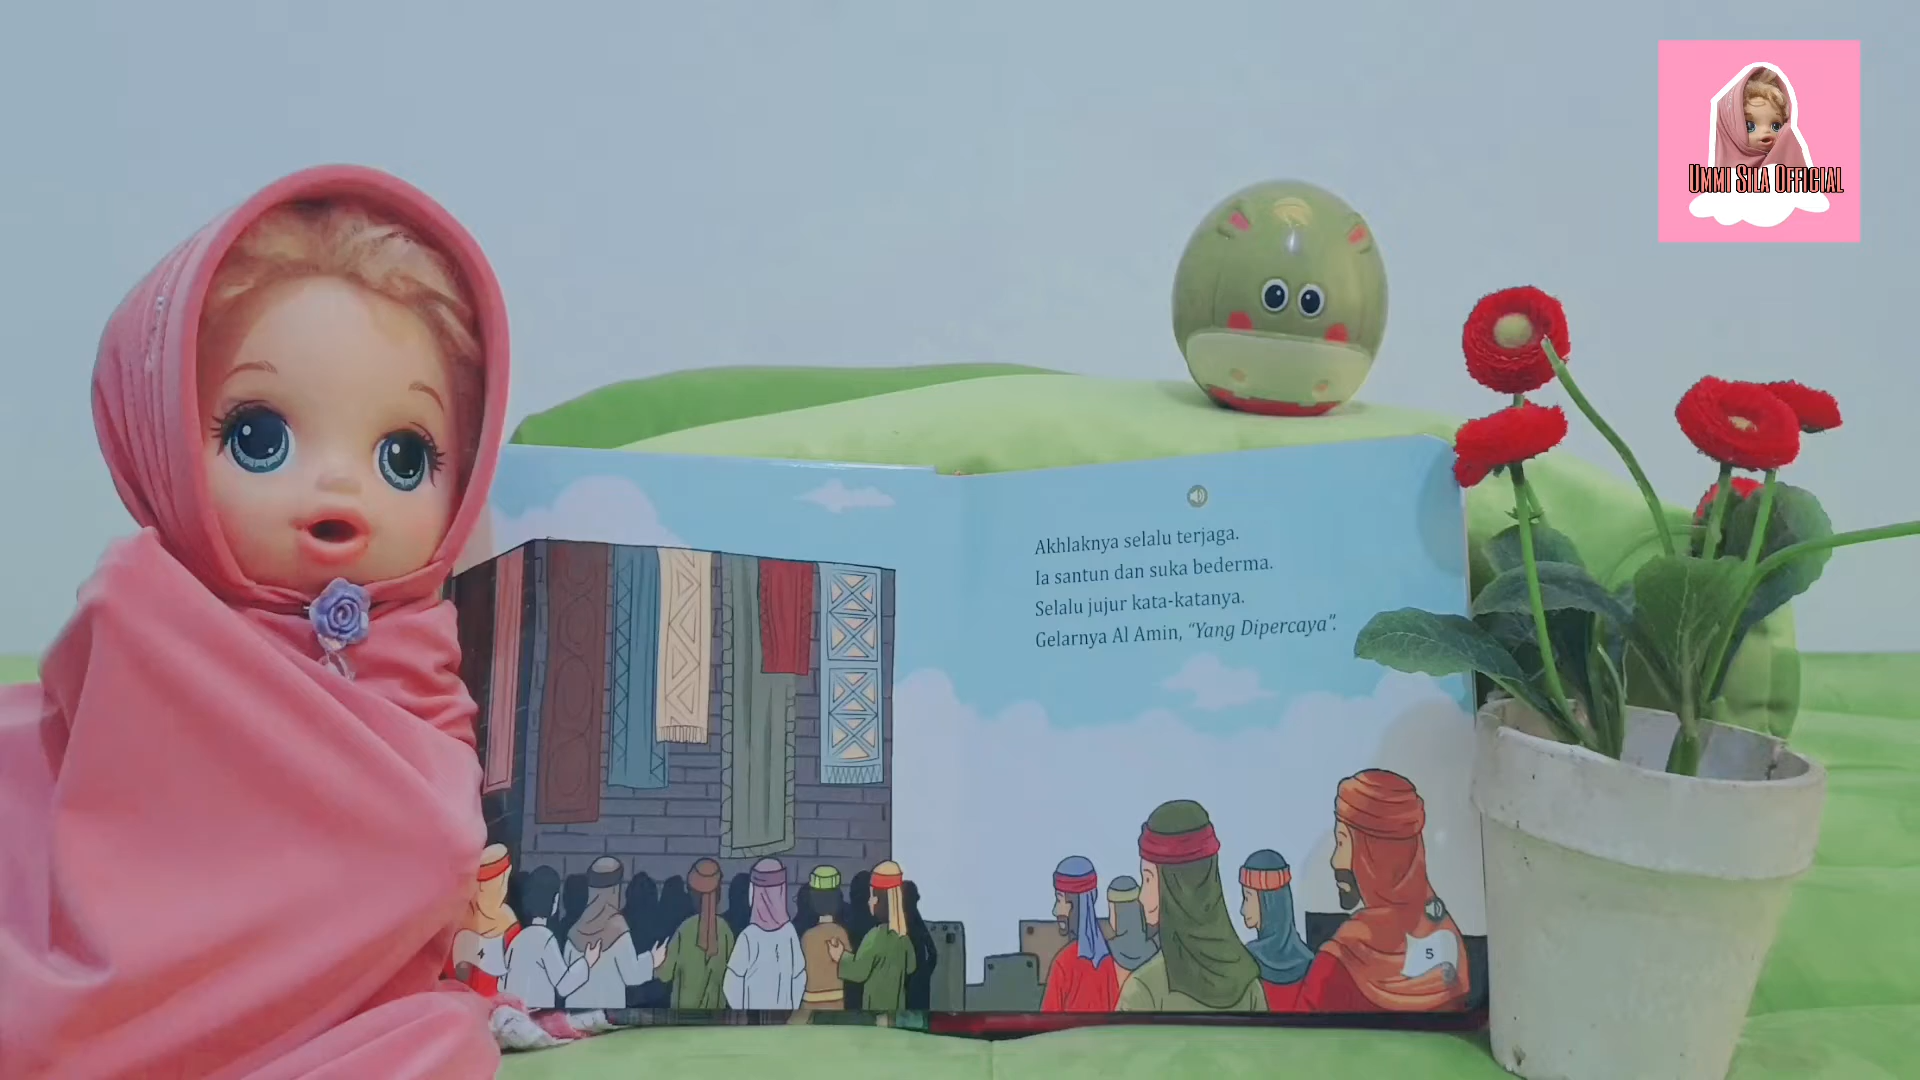 UMMI SILA OFFICIAL
Akhlaknya selalu terjaga.
Ia santun dan suka bederma.
Selalu jujur kata-katanya.
Gelarnya Al Amin, “Yang Dipercaya”.
4
5